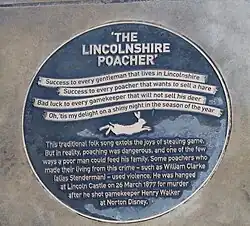 'THE
LINCOLNSHIRE
POACHER'
Success to every gentleman that lives in Lincolnshire
Success to every poacher that wants to sell a hare
Bad luck to every gamekeeper that will not sell his deer
Oh, 'tis my delight on a shiny night in the season of the year
This traditional folk song extols the joys of stealing game.
But in reality, poaching was dangerous, and one of the few
ways a poor man could feed his family. Some poachers who
made their living from this crime – such as William Clarke
(alias Slenderman) – used violence. He was hanged
at Lincoln Castle on 26 March 1877 for murder
after he shot gamekeeper Henry Walker
at Norton Disney.